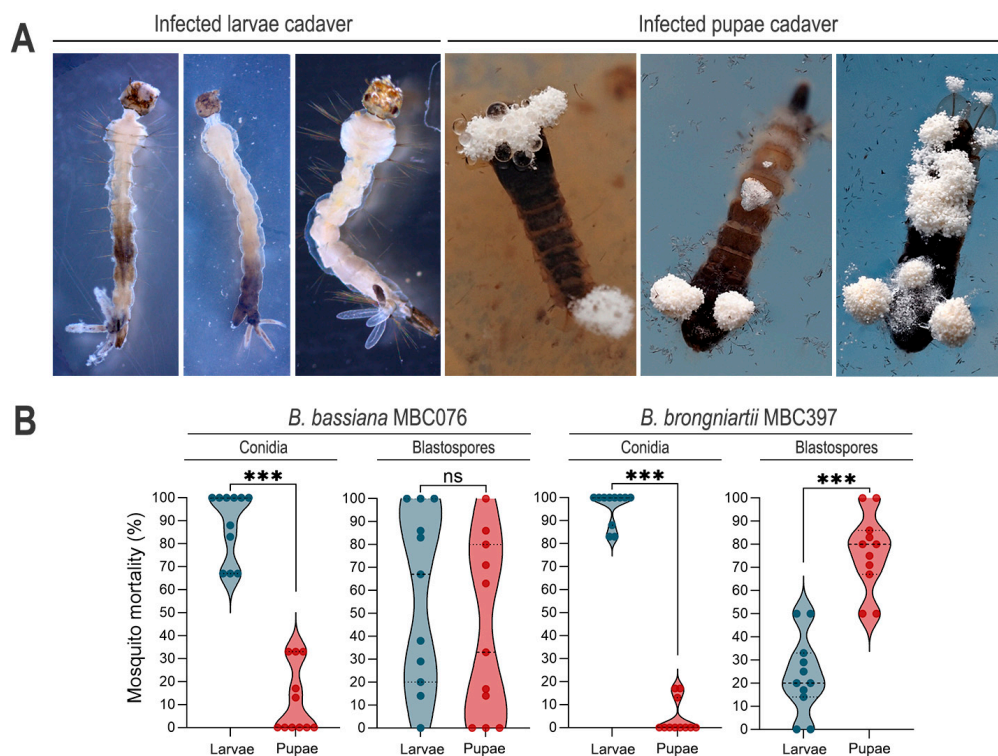 Infected larvae cadaver
Infected pupae cadaver
A
B
B. bassiana MBC076
B. brongniartii MBC397
Conidia
Blastospores
Conidia
Blastospores
***
ns
***
***
Mosquito mortality (%)
100
90
80
70
60
50
40
30
20
10
0
100
90
80
70
60
50
40
30
20
10
0
100
90
80
70
60
50
40
30
20
10
0
100
90
80
70
60
50
40
30
20
10
0
Larvae
Pupae
Larvae
Pupae
Larvae
Pupae
Larvae
Pupae